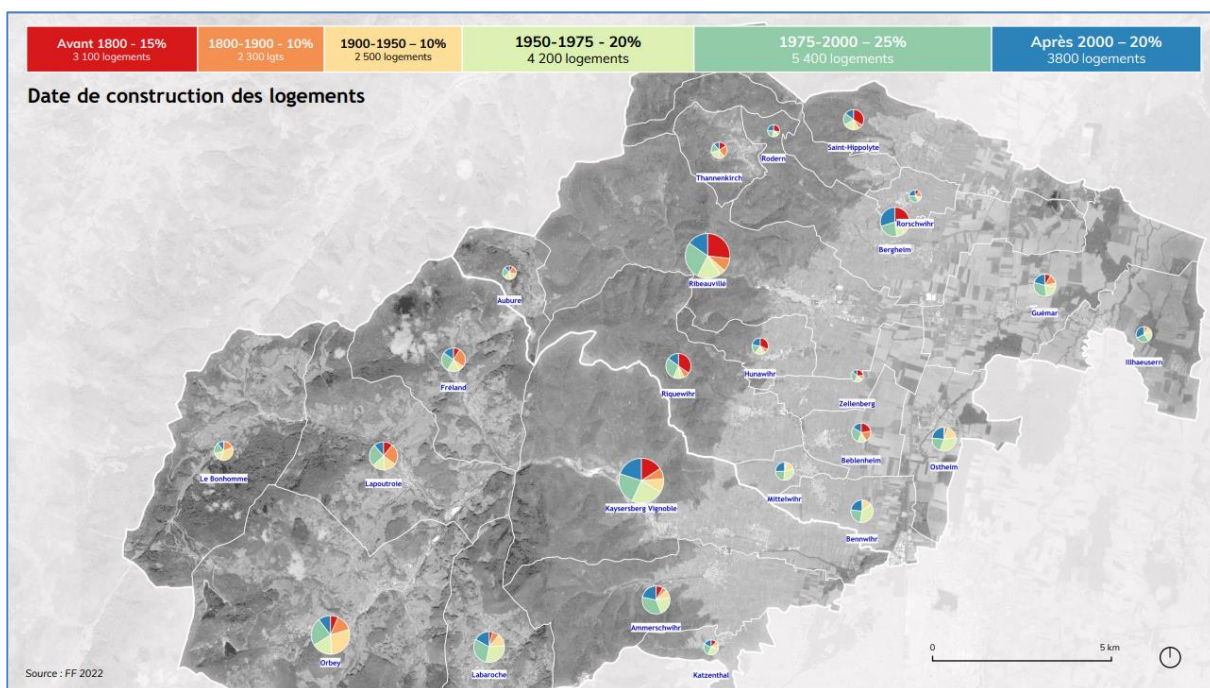 Avant 1800 - 15%
3 100 logements
1800-1900 - 10%
2 300 lgts
1900-1950 – 10%
2 500 logements
1950-1975 - 20%
4 200 logements
1975-2000 – 25%
5 400 logements
Après 2000 – 20%
3800 logements
Date de construction des logements
Saint-Hippolyte
Rodern
Thannenkirch
Rorschwihr
Bergheim
Ribeauvillé
Aubure
Guémar
Illhaeusern
Hunawihr
Riquewihr
Fréland
Zellenberg
Beblenheim
Ostheim
Le Bonhomme
Lapoutroie
Mittelwihr
Kaysersberg Vignoble
Bennwihr
Ammerschwihr
Orbey
Labaroche
Katzenthal
0
5 km
Source : FF 2022